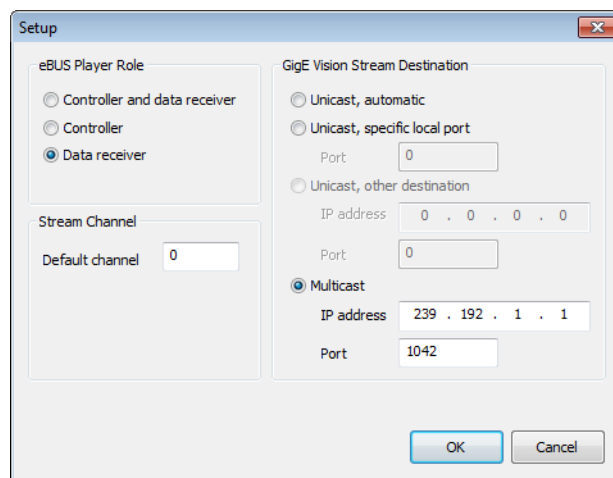 Setup
eBUS Player Role
Controller and data receiver
Controller
Data receiver
Stream Channel
Default channel 0
GigE Vision Stream Destination
Unicast, automatic
Unicast, specific local port
Port 0
Unicast, other destination
IP address 0 . 0 . 0 . 0
Port 0
Multicast
IP address 239 . 192 . 1 . 1
Port 1042
OK Cancel